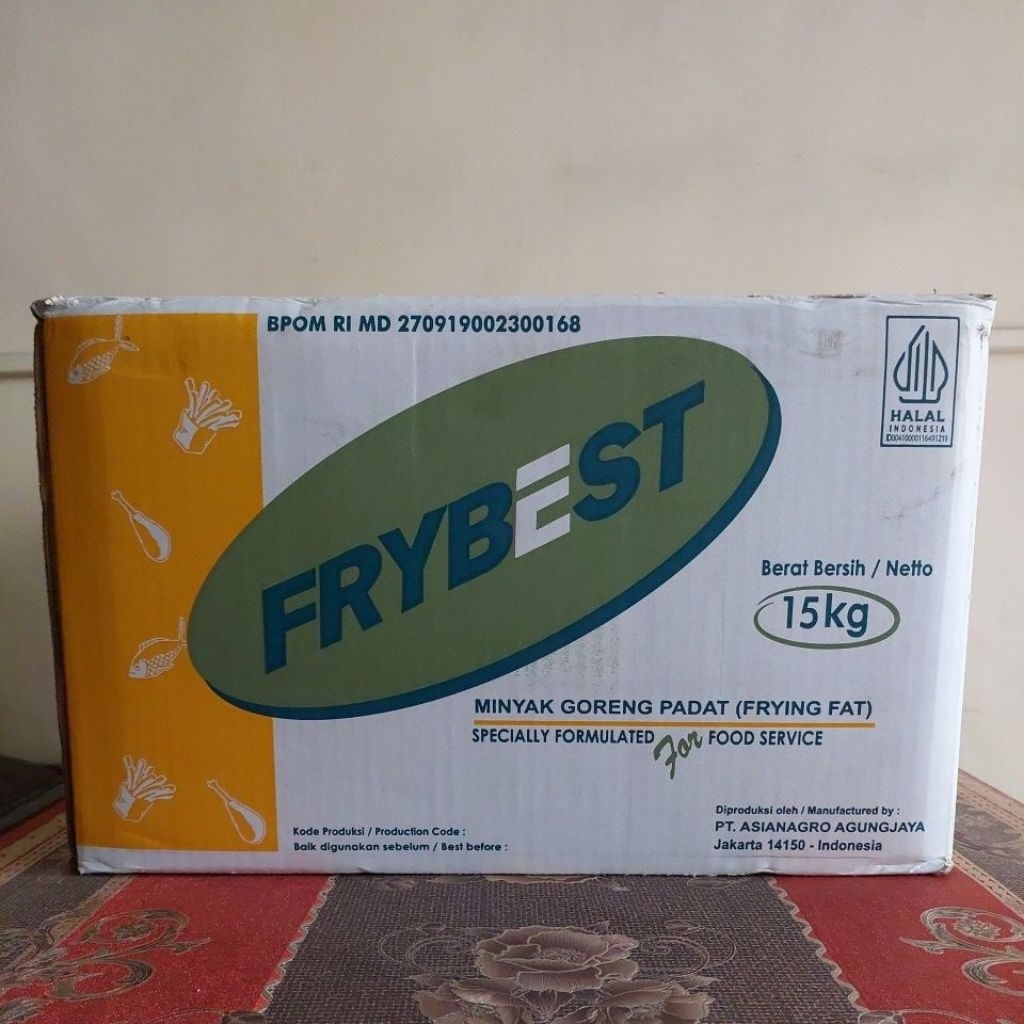 BPOM RI MD 270919002300168
HALAL
INDONESIA
ID00410000116491219
FRYBEST
Berat Bersih / Netto
15kg
MINYAK GORENG PADAT (FRYING FAT)
SPECIALLY FORMULATED For FOOD SERVICE
Diproduksi oleh / Manufactured by :
PT. ASIANAGRO AGUNGJAYA
Jakarta 14150 - Indonesia
Kode Produksi / Production Code :
Baik digunakan sebelum / Best before :